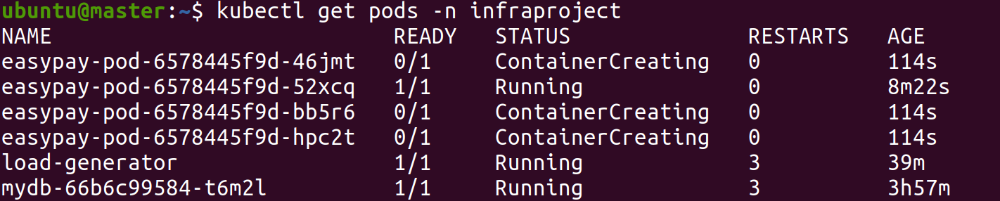 ubuntu@master:~$ kubectl get pods -n infraproject
NAME READY STATUS RESTARTS AGE
easypay-pod-6578445f9d-46jmt 0/1 ContainerCreating 0 114s
easypay-pod-6578445f9d-52xcq 1/1 Running 0 8m22s
easypay-pod-6578445f9d-bb5r6 0/1 ContainerCreating 0 114s
easypay-pod-6578445f9d-hpc2t 0/1 ContainerCreating 0 114s
load-generator 1/1 Running 3 39m
mydb-66b6c99584-t6m2l 1/1 Running 3 3h57m